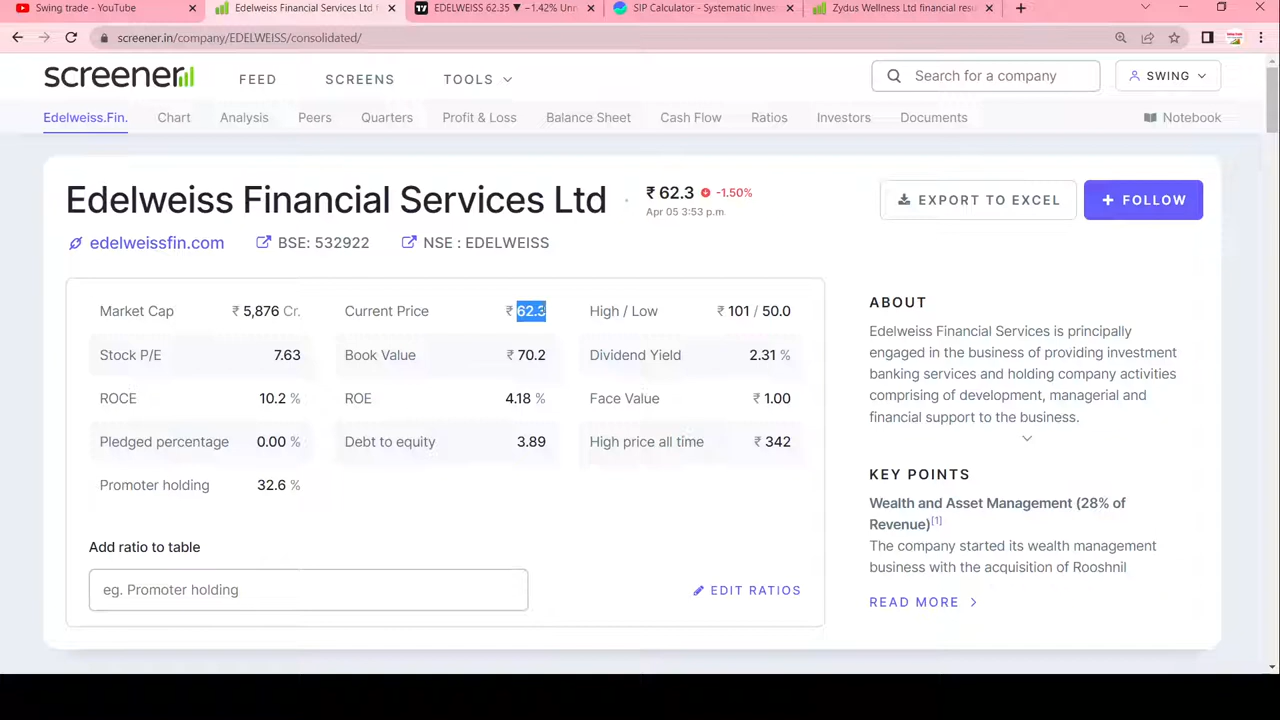 Swing trade - YouTube
Edelweiss Financial Services Ltd f
EDELWEISS 62.35 ▼ −1.42% Unn
SIP Calculator - Systematic Inves
Zydus Wellness Ltd financial resu
screener.in/company/EDELWEISS/consolidated/
screener
FEED
SCREENS
TOOLS
Search for a company
SWING
Edelweiss.Fin.
Chart
Analysis
Peers
Quarters
Profit & Loss
Balance Sheet
Cash Flow
Ratios
Investors
Documents
Notebook
Edelweiss Financial Services Ltd
₹ 62.3 -1.50%
Apr 05 3:53 p.m.
EXPORT TO EXCEL
+ FOLLOW
edelweissfin.com
BSE: 532922
NSE : EDELWEISS
Market Cap ₹ 5,876 Cr.
Current Price ₹ 62.3
High / Low ₹ 101 / 50.0
Stock P/E 7.63
Book Value ₹ 70.2
Dividend Yield 2.31 %
ROCE 10.2 %
ROE 4.18 %
Face Value ₹ 1.00
Pledged percentage 0.00 %
Debt to equity 3.89
High price all time ₹ 342
Promoter holding 32.6 %
Add ratio to table
eg. Promoter holding
EDIT RATIOS
ABOUT
Edelweiss Financial Services is principally
engaged in the business of providing investment
banking services and holding company activities
comprising of development, managerial and
financial support to the business.
KEY POINTS
Wealth and Asset Management (28% of
Revenue)[1]
The company started its wealth management
business with the acquisition of Rooshnil
READ MORE